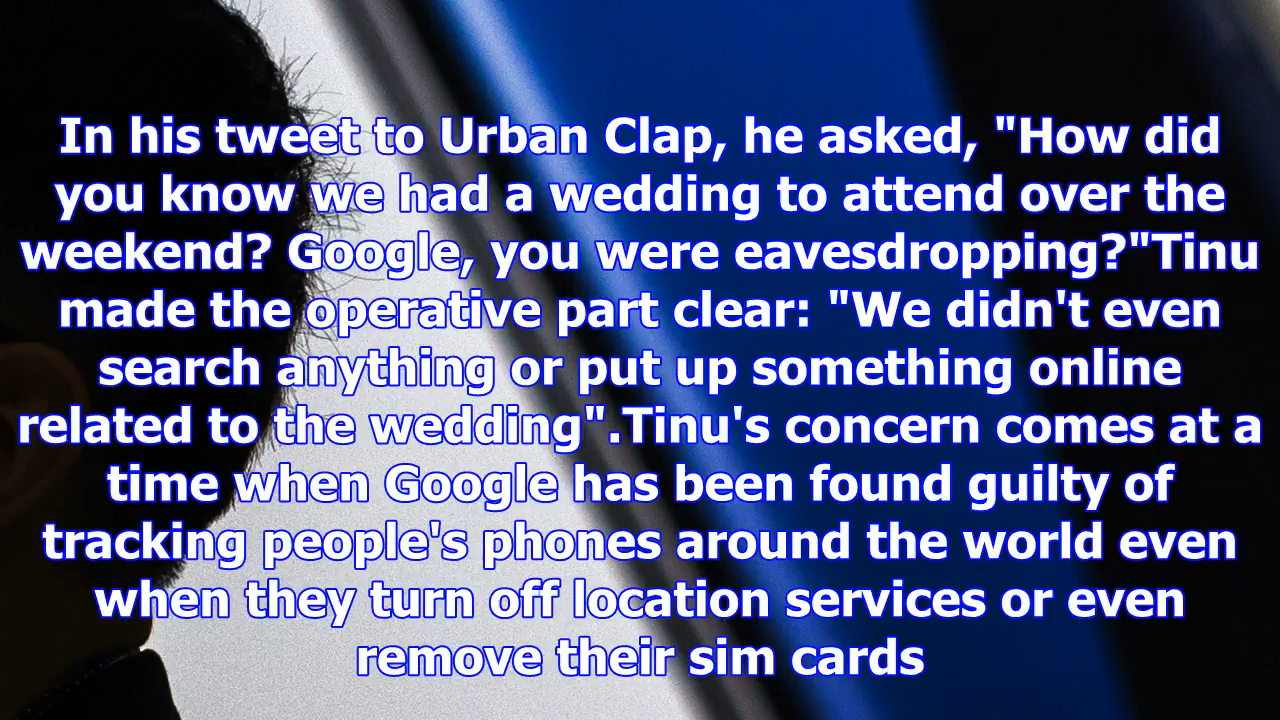 In his tweet to Urban Clap, he asked, "How did
you know we had a wedding to attend over the
weekend? Google, you were eavesdropping?"Tinu
made the operative part clear: "We didn't even
search anything or put up something online
related to the wedding".Tinu's concern comes at a
time when Google has been found guilty of
tracking people's phones around the world even
when they turn off location services or even
remove their sim cards